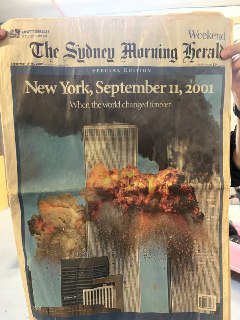 Weekend
The Sydney Morning Herald
SPECIAL EDITION
New York, September 11, 2001
When the world changed forever